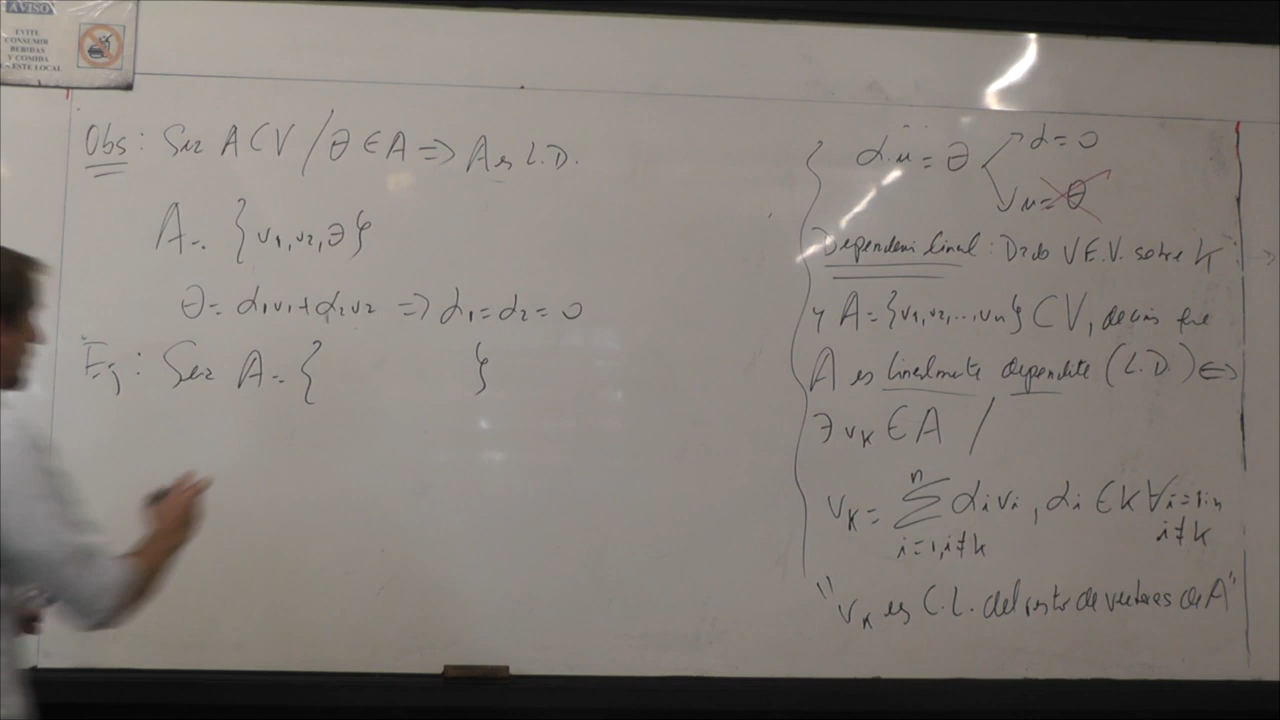 AVISO
EVITE
CONSUMIR
BEBIDAS
Y COMIDA
EN ESTE LOCAL
Obs: Sea A ⊂ V / θ ∈ A ⇒ A es L.D.
A = {v1, v2, θ}
θ = α1v1 + α2v2 ⇒ α1 = α2 = 0
Ej: Sea A = { }
α.u = θ
α = 0
∨ u = θ
Dependencia lineal: Dado V E.V. sobre K
y A = {v1, v2, ..., vn} ⊂ V, decimos que
A es linealmente dependiente (L.D.) ⇔
∃ vK ∈ A /
vK = ∑ αi vi, αi ∈ K ∀ i=1..n
n
i=1, i≠k
i≠k
"vK es C.L. del resto de vectores de A"